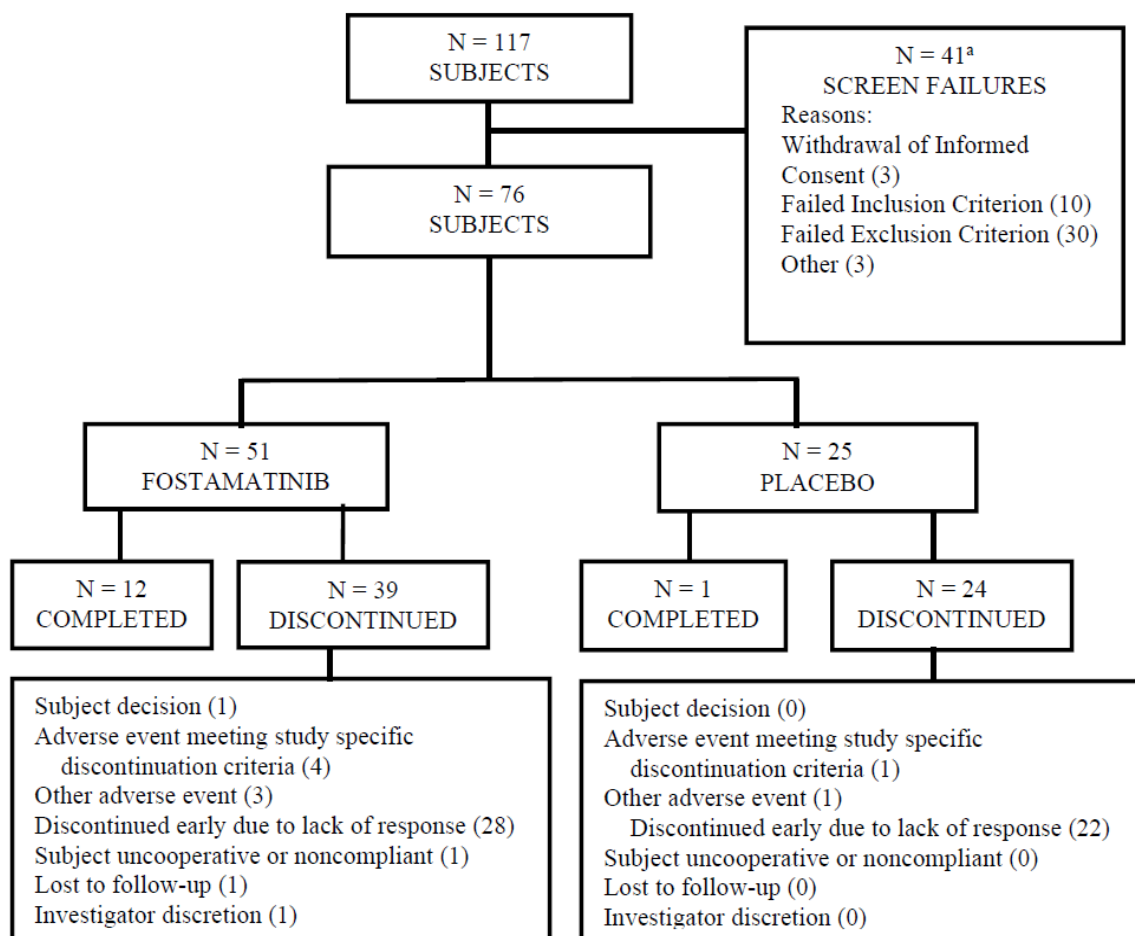 N = 117
SUBJECTS
N = 41ª
SCREEN FAILURES
Reasons:
Withdrawal of Informed
Consent (3)
Failed Inclusion Criterion (10)
Failed Exclusion Criterion (30)
Other (3)
N = 76
SUBJECTS
N = 51
FOSTAMATINIB
N = 25
PLACEBO
N = 12
COMPLETED
N = 39
DISCONTINUED
N = 1
COMPLETED
N = 24
DISCONTINUED
Subject decision (1)
Adverse event meeting study specific
discontinuation criteria (4)
Other adverse event (3)
Discontinued early due to lack of response (28)
Subject uncooperative or noncompliant (1)
Lost to follow-up (1)
Investigator discretion (1)
Subject decision (0)
Adverse event meeting study specific
discontinuation criteria (1)
Other adverse event (1)
Discontinued early due to lack of response (22)
Subject uncooperative or noncompliant (0)
Lost to follow-up (0)
Investigator discretion (0)